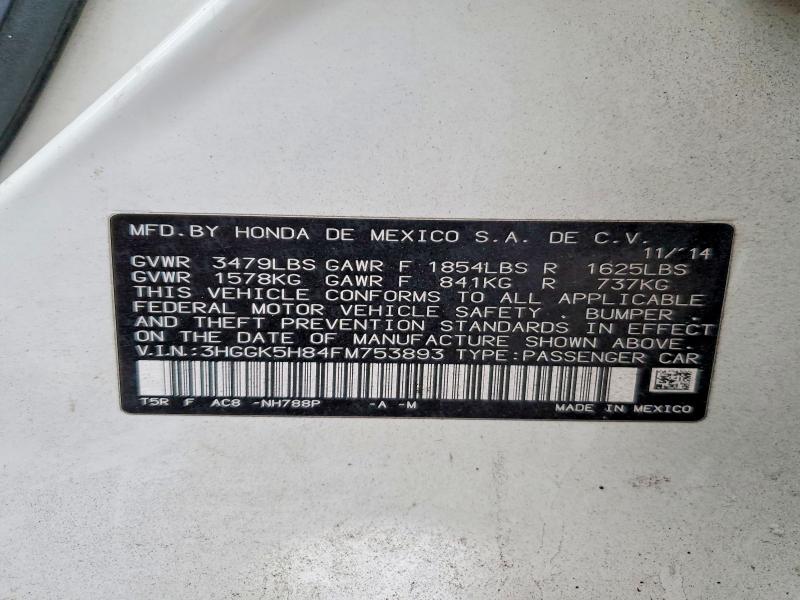 MFD.BY HONDA DE MEXICO S.A. DE C.V.
11/'14
GVWR 3479LBS GAWR F 1854LBS R 1625LBS
GVWR 1578KG GAWR F 841KG R 737KG
THIS VEHICLE CONFORMS TO ALL APPLICABLE
FEDERAL MOTOR VEHICLE SAFETY . BUMPER .
AND THEFT PREVENTION STANDARDS IN EFFECT
ON THE DATE OF MANUFACTURE SHOWN ABOVE.
V.I.N.:3HGGK5H84FM753893 TYPE:PASSENGER CAR
T5R F AC8 -NH788P -A -M MADE IN MEXICO